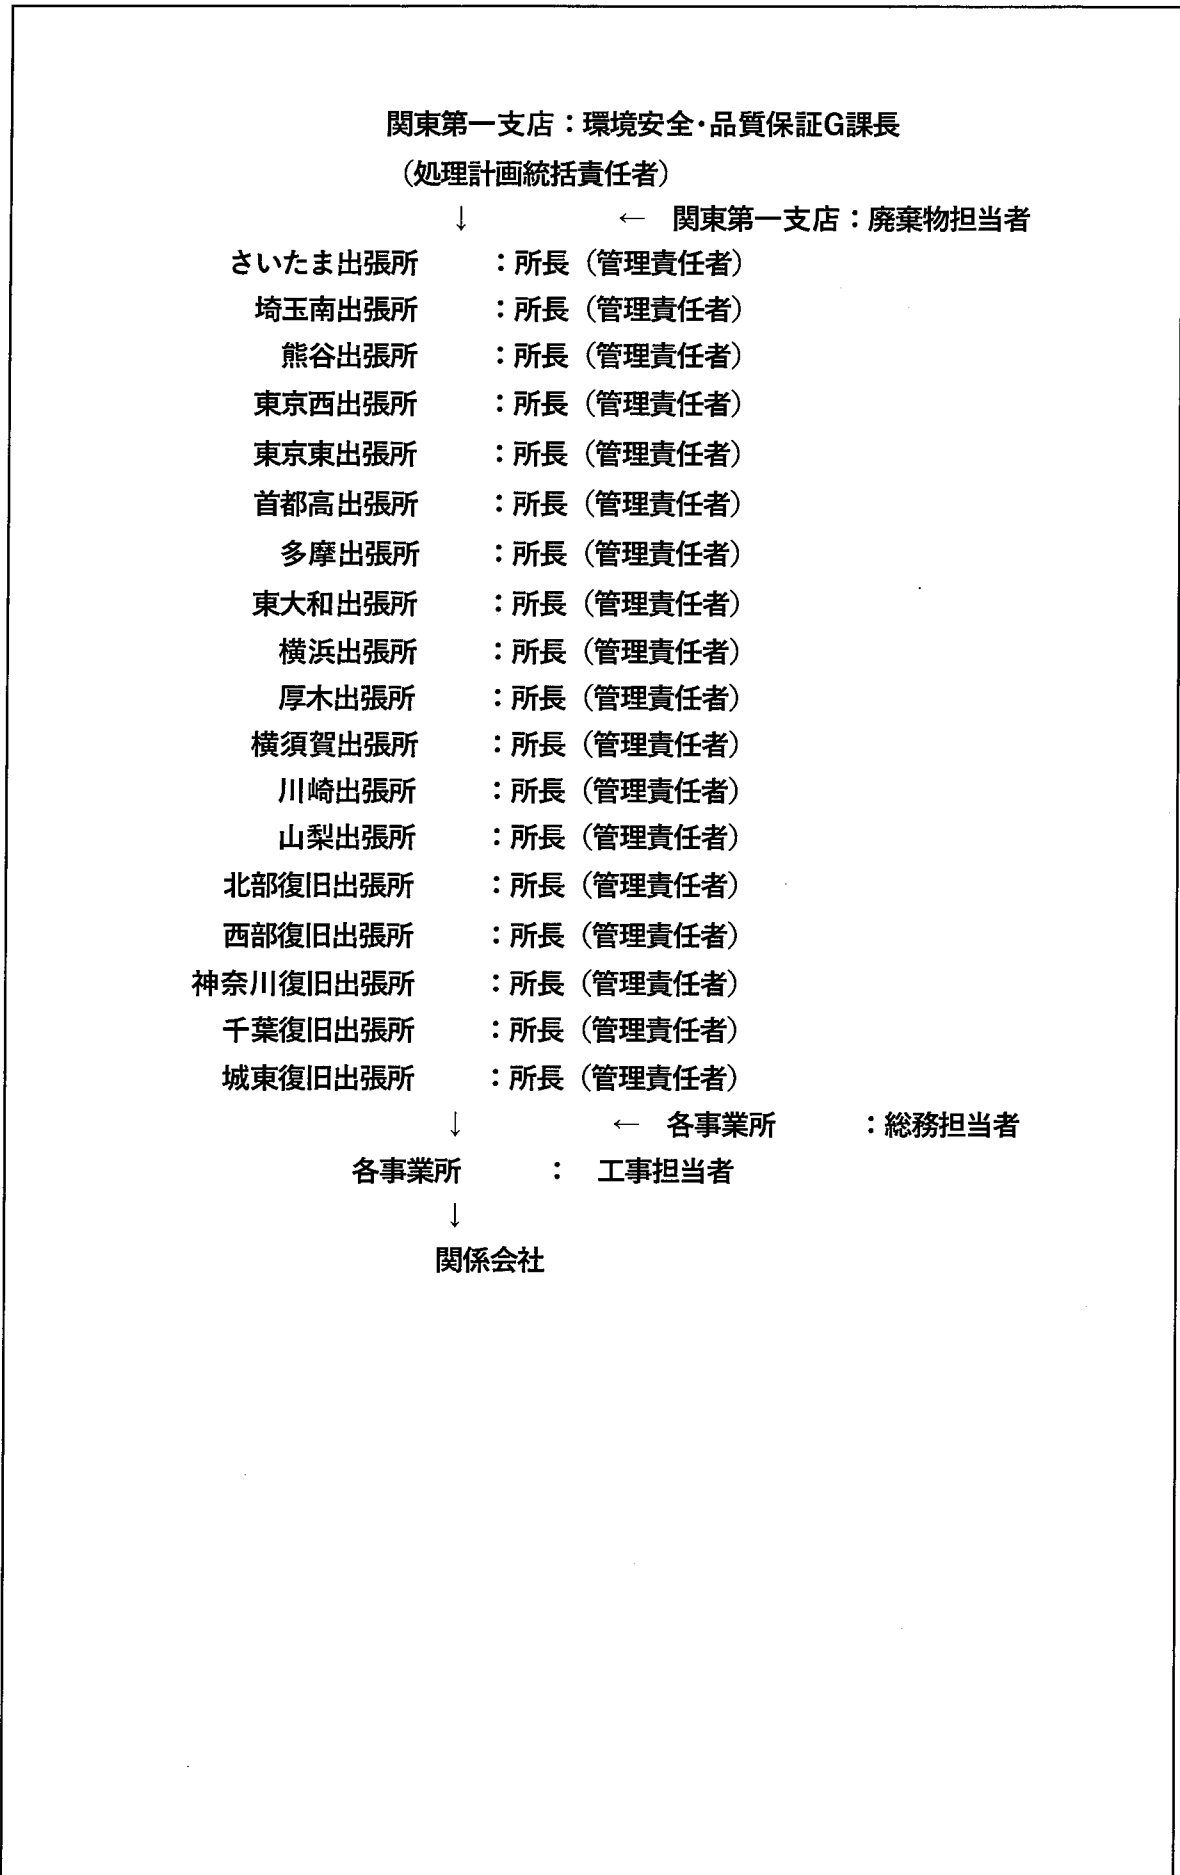 関東第一支店：環境安全・品質保証G課長
（処理計画統括責任者）
↓ ← 関東第一支店：廃棄物担当者
さいたま出張所 ：所長（管理責任者）
埼玉南出張所 ：所長（管理責任者）
熊谷出張所 ：所長（管理責任者）
東京西出張所 ：所長（管理責任者）
東京東出張所 ：所長（管理責任者）
首都高出張所 ：所長（管理責任者）
多摩出張所 ：所長（管理責任者）
東大和出張所 ：所長（管理責任者）
横浜出張所 ：所長（管理責任者）
厚木出張所 ：所長（管理責任者）
横須賀出張所 ：所長（管理責任者）
川崎出張所 ：所長（管理責任者）
山梨出張所 ：所長（管理責任者）
北部復旧出張所 ：所長（管理責任者）
西部復旧出張所 ：所長（管理責任者）
神奈川復旧出張所 ：所長（管理責任者）
千葉復旧出張所 ：所長（管理責任者）
城東復旧出張所 ：所長（管理責任者）
↓ ← 各事業所 ：総務担当者
各事業所 ： 工事担当者
↓
関係会社